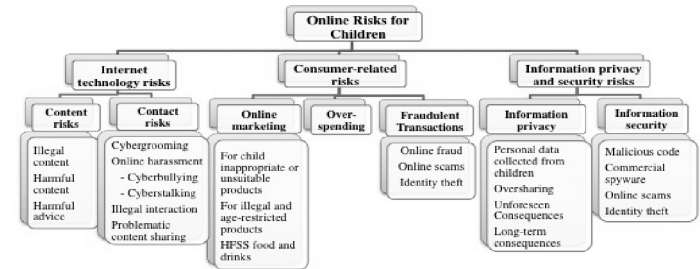 Online Risks for
Children
Internet
technology risks
Consumer-related
risks
Information privacy
and security risks
Content
risks
Contact
risks
Online
marketing
Over-
spending
Fraudulent
Transactions
Information
privacy
Information
security
Illegal
content
Harmful
content
Harmful
advice
Cybergrooming
Online harassment
- Cyberbullying
- Cyberstalking
Illegal interaction
Problematic
content sharing
For child
inappropriate or
unsuitable
products
For illegal and
age-restricted
products
HFSS food and
drinks
Online fraud
Online scams
Identity theft
Personal data
collected from
children
Oversharing
Unforeseen
Consequences
Long-term
consequences
Malicious code
Commercial
spyware
Online scams
Identity theft